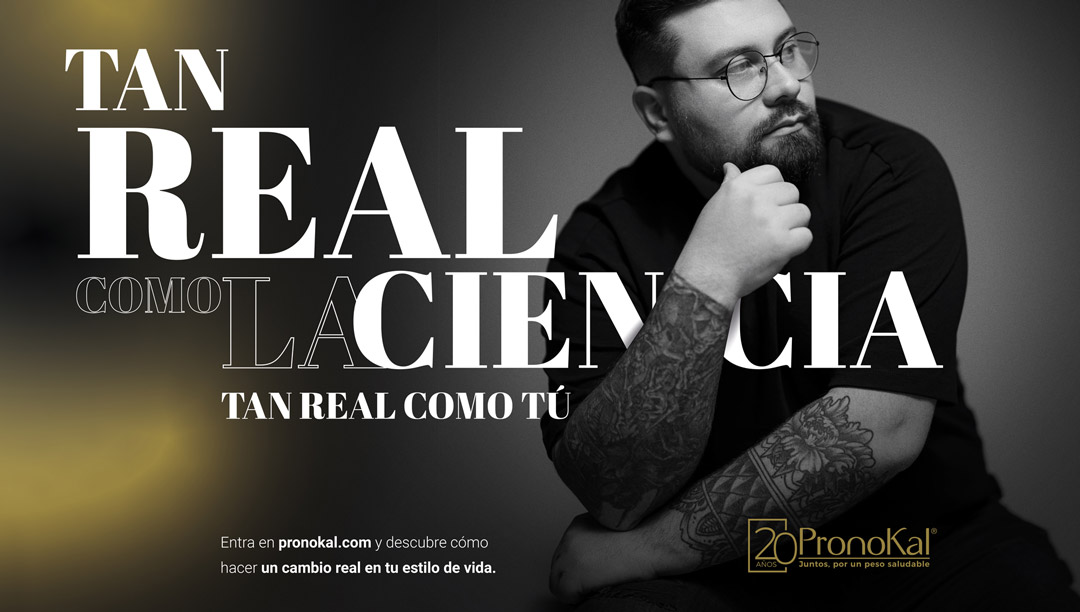 TAN
REAL
COMO LA CIENCIA
TAN REAL COMO TÚ
Entra en pronokal.com y descubre cómo
hacer un cambio real en tu estilo de vida.
20 AÑOS
PronoKal®
Juntos, por un peso saludable